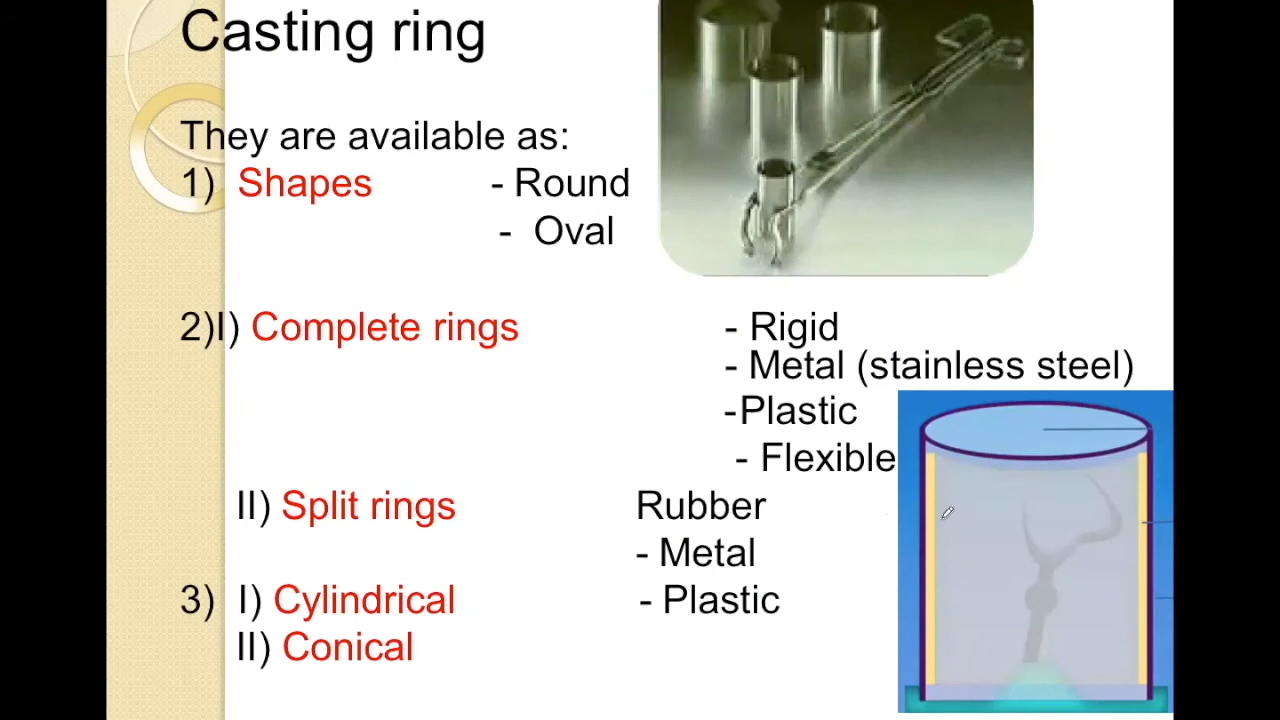 Casting ring
They are available as:
1) Shapes - Round
- Oval
2)I) Complete rings - Rigid
- Metal (stainless steel)
-Plastic
- Flexible
II) Split rings Rubber
- Metal
3) I) Cylindrical - Plastic
II) Conical